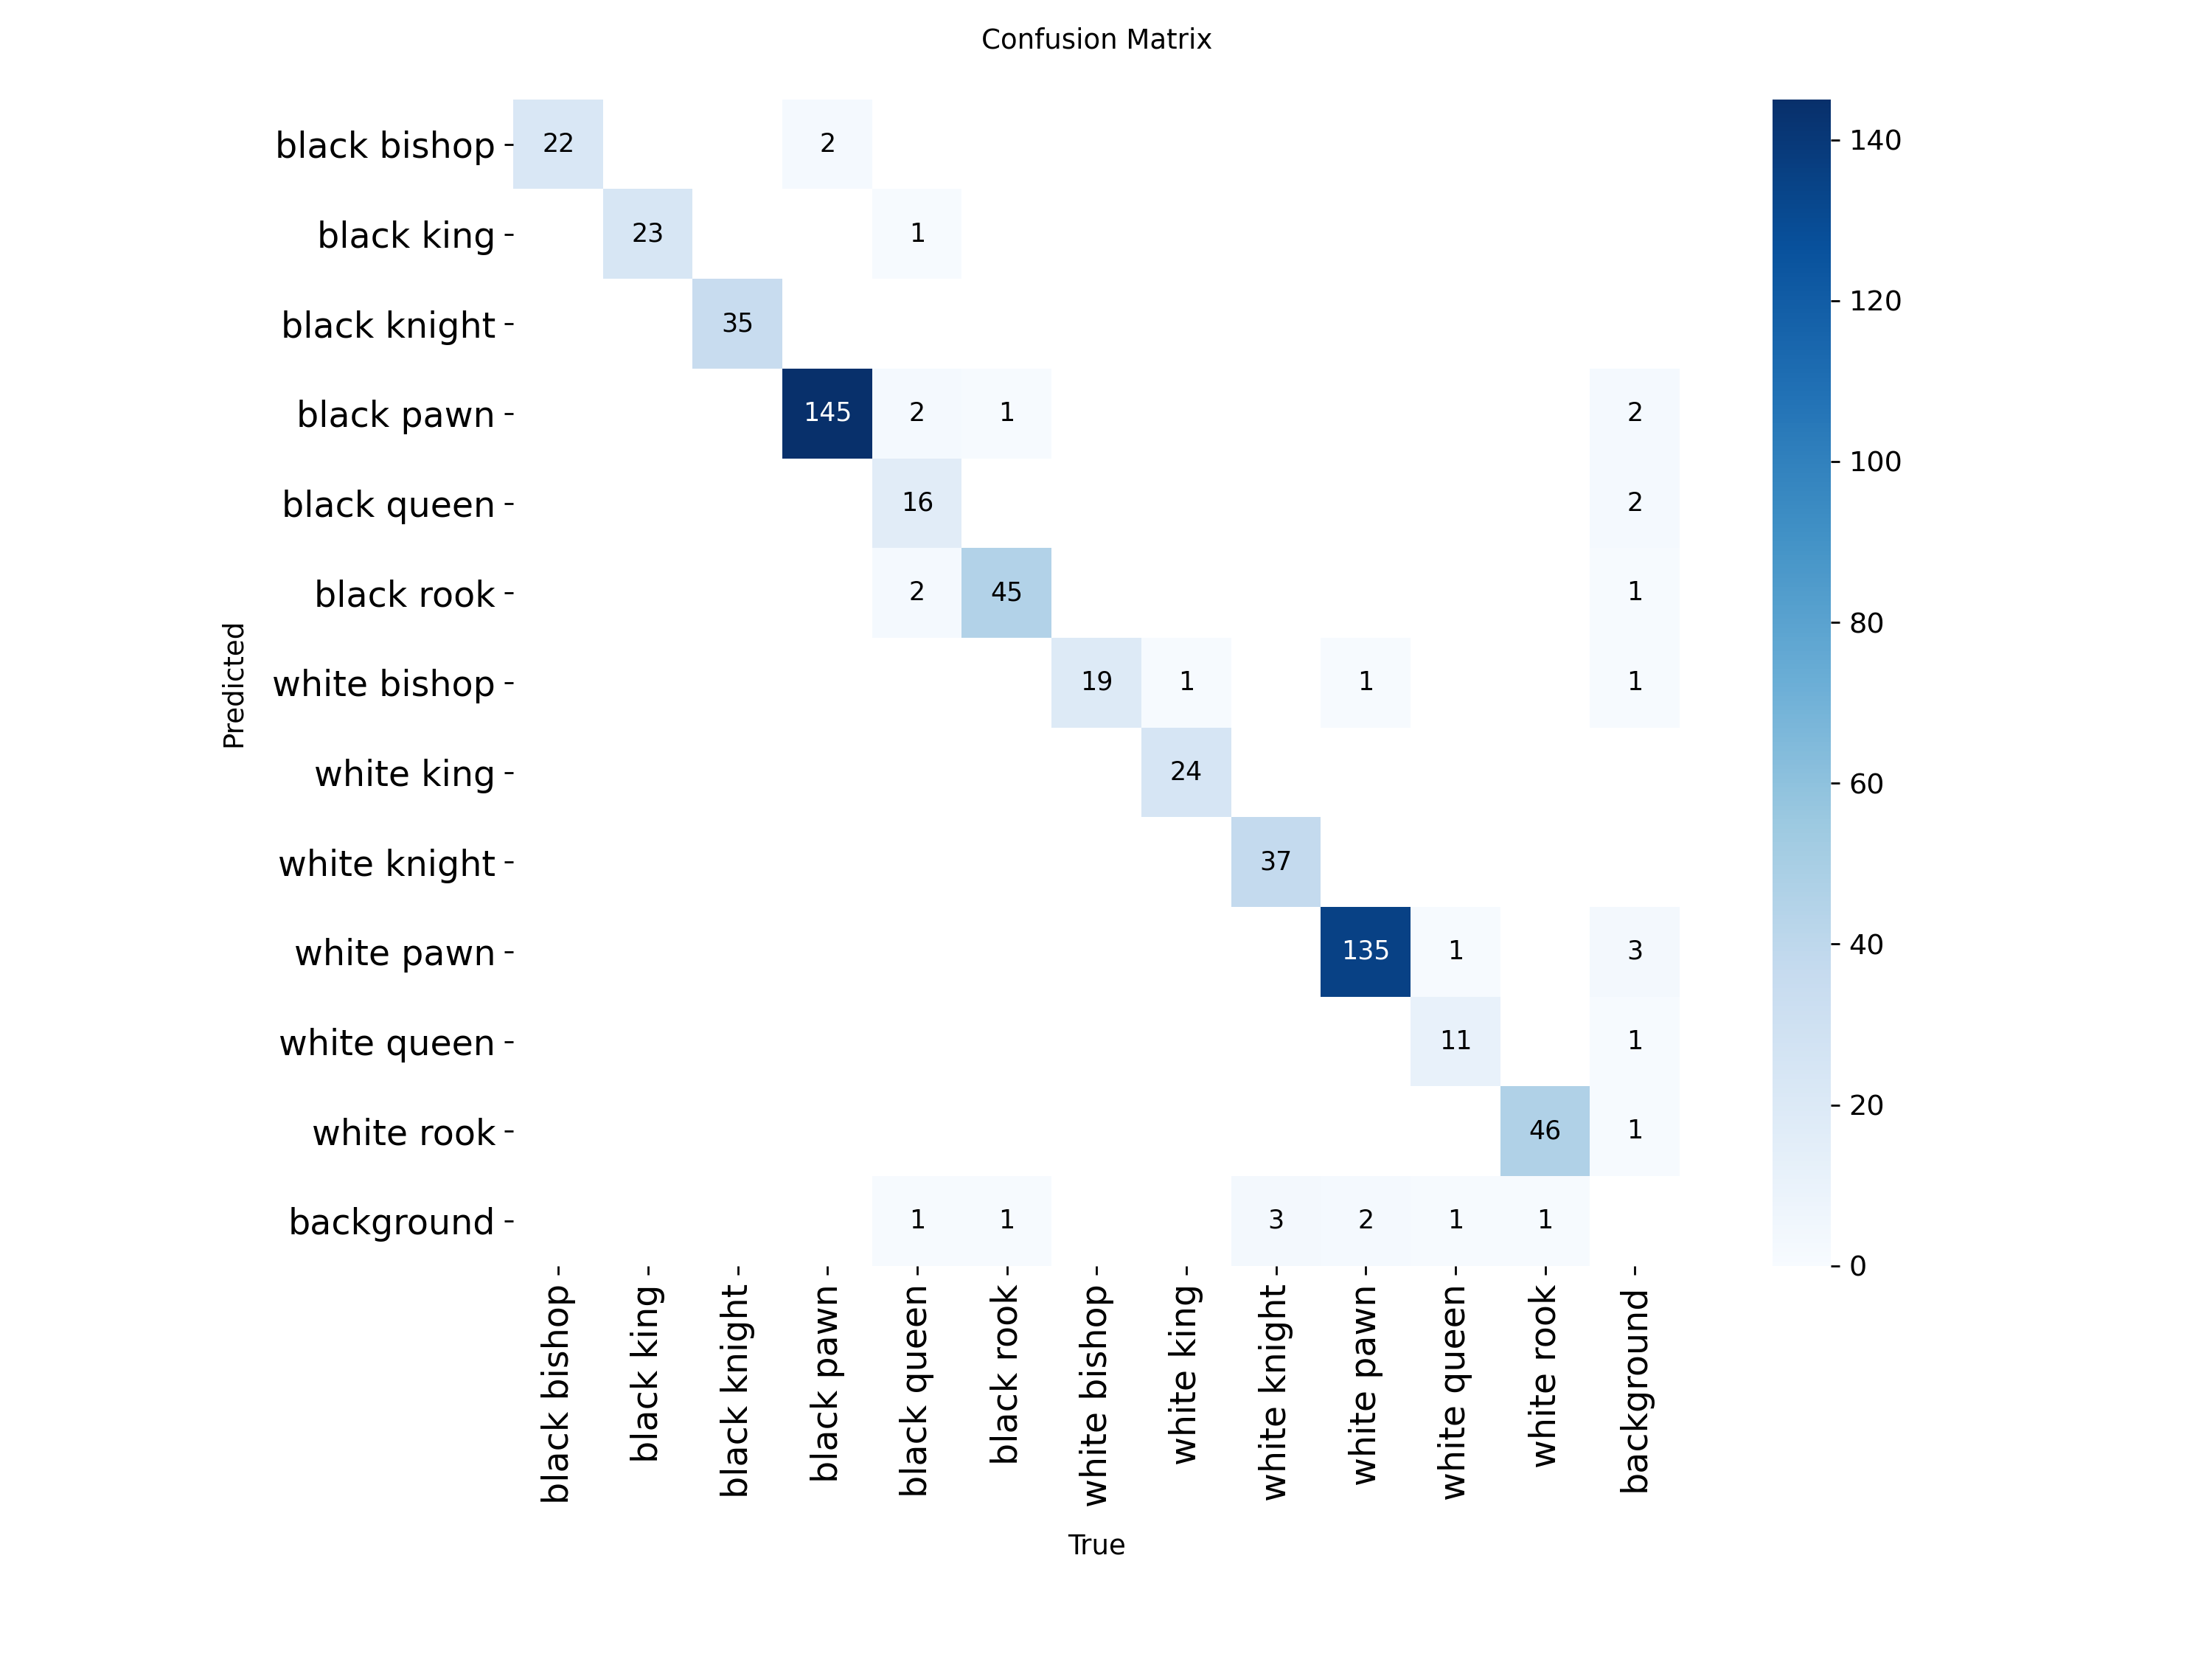 Confusion Matrix
black bishop 22 2
black king 23 1
black knight 35
black pawn 145 2 1 2
black queen 16 2
black rook 2 45 1
white bishop 19 1 1 1
white king 24
white knight 37
white pawn 135 1 3
white queen 11 1
white rook 46 1
background 1 1 3 2 1 1
Predicted
black bishop
black king
black knight
black pawn
black queen
black rook
white bishop
white king
white knight
white pawn
white queen
white rook
background
True
140
120
100
80
60
40
20
0